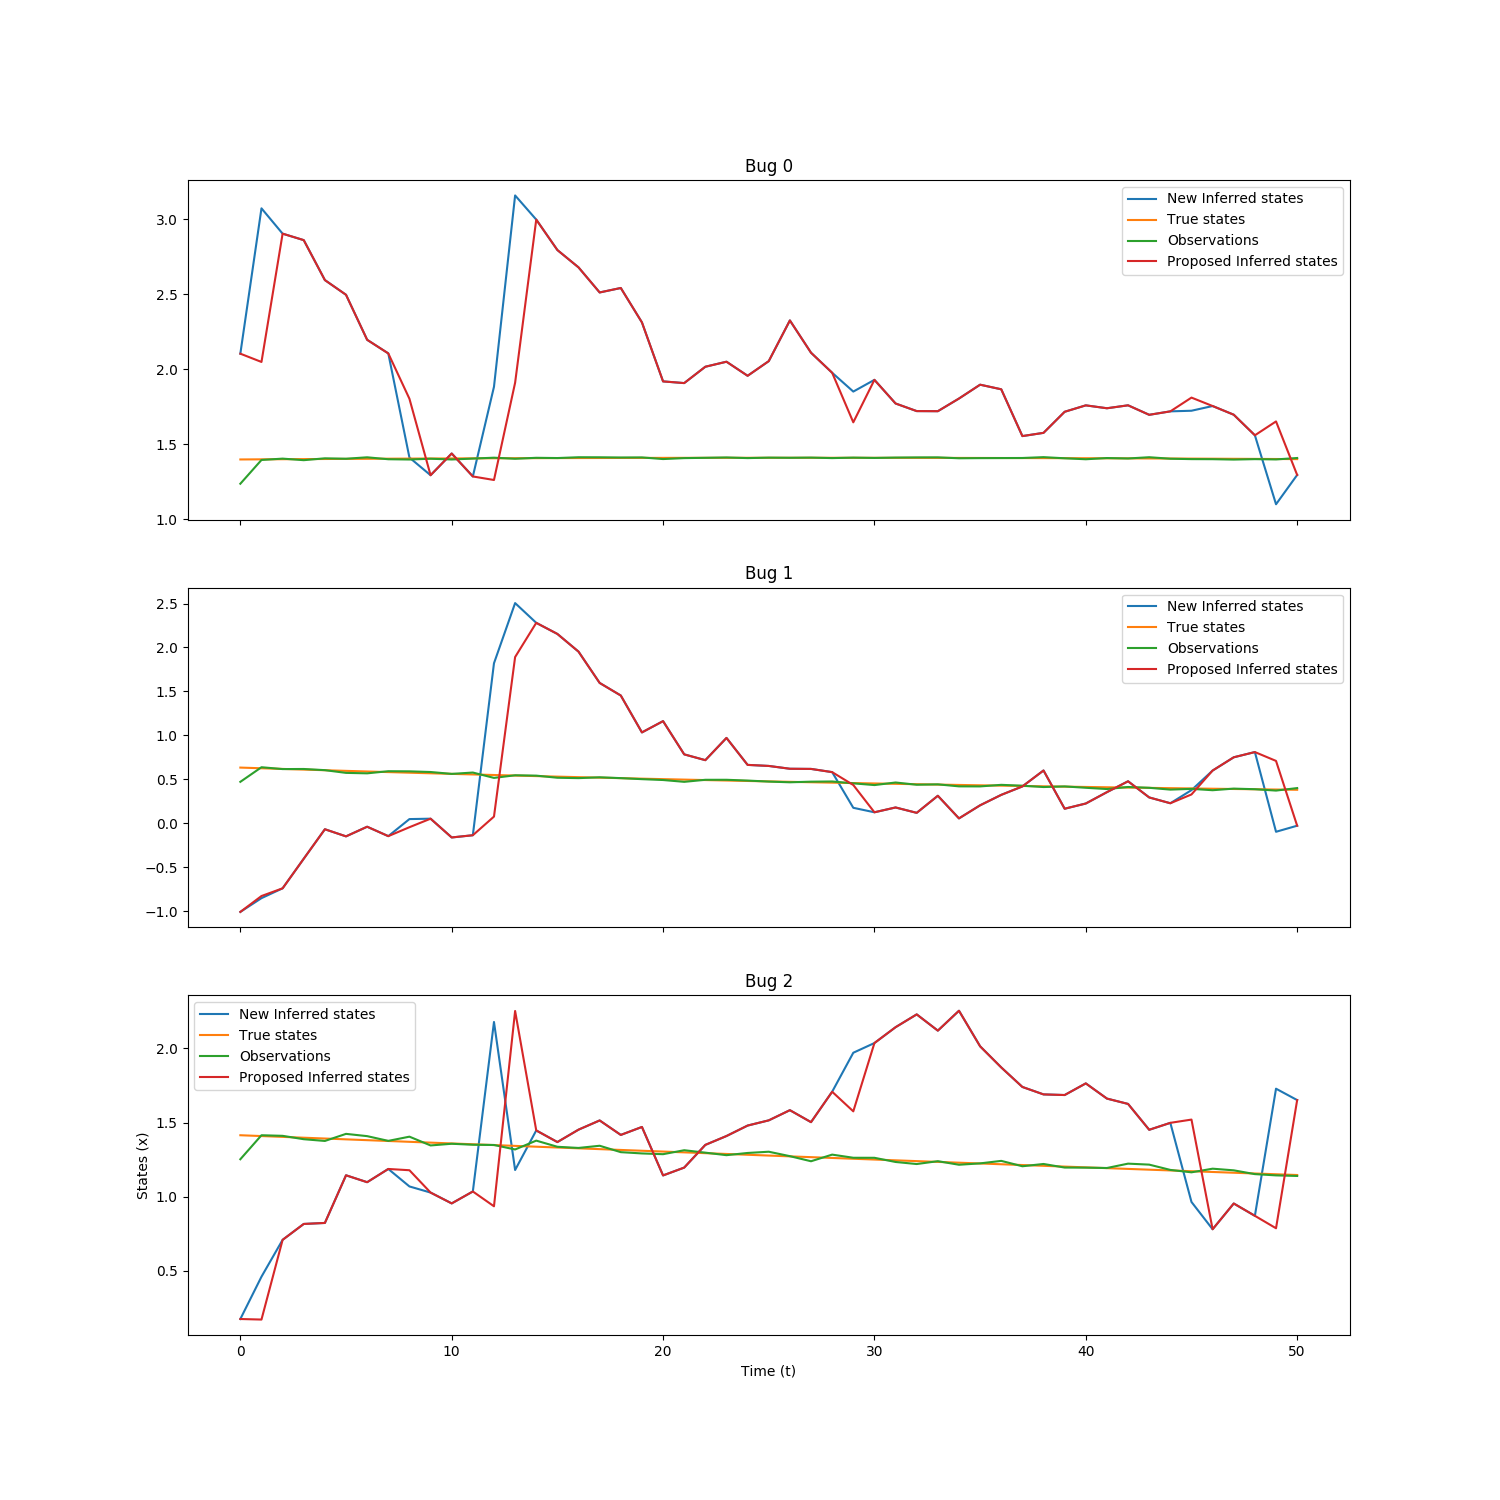 Bug 0
New Inferred states
True states
Observations
Proposed Inferred states
3.0
2.5
2.0
1.5
1.0
Bug 1
New Inferred states
True states
Observations
Proposed Inferred states
2.5
2.0
1.5
1.0
0.5
0.0
−0.5
−1.0
Bug 2
New Inferred states
True states
Observations
Proposed Inferred states
2.0
1.5
1.0
0.5
States (x)
0 10 20 30 40 50
Time (t)